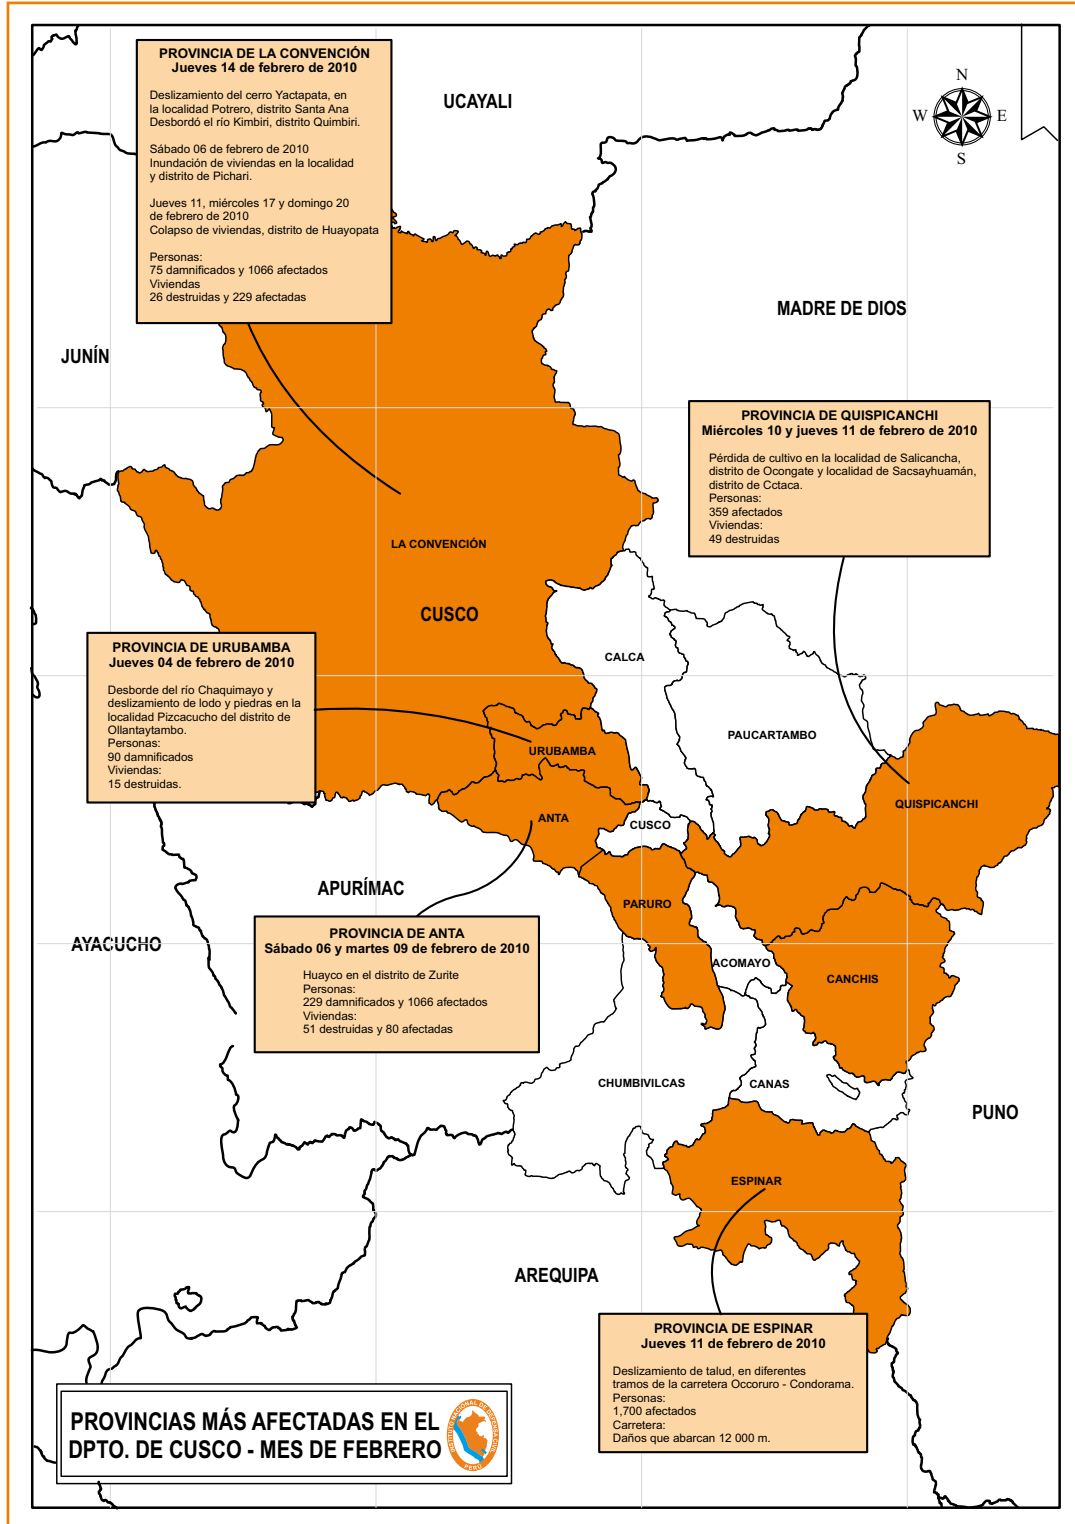 PROVINCIA DE LA CONVENCIÓN
Jueves 14 de febrero de 2010
Deslizamiento del cerro Yactapata, en
la localidad Potrero, distrito Santa Ana
Desbordó el río Kimbiri, distrito Quimbiri.
Sábado 06 de febrero de 2010
Inundación de viviendas en la localidad
y distrito de Pichari.
Jueves 11, miércoles 17 y domingo 20
de febrero de 2010
Colapso de viviendas, distrito de Huayopata
Personas:
75 damnificados y 1066 afectados
Viviendas
26 destruidas y 229 afectadas
UCAYALI
N
W E
S
MADRE DE DIOS
JUNÍN
PROVINCIA DE QUISPICANCHI
Miércoles 10 y jueves 11 de febrero de 2010
Pérdida de cultivo en la localidad de Salicancha,
distrito de Ocongate y localidad de Sacsayhuamán,
distrito de Cctaca.
Personas:
359 afectados
Viviendas:
49 destruidas
LA CONVENCIÓN
CUSCO
PROVINCIA DE URUBAMBA
Jueves 04 de febrero de 2010
Desborde del río Chaquimayo y
deslizamiento de lodo y piedras en la
localidad Pizcacucho del distrito de
Ollantaytambo.
Personas:
90 damnificados
Viviendas:
15 destruidas.
CALCA
PAUCARTAMBO
URUBAMBA
QUISPICANCHI
ANTA
CUSCO
APURÍMAC
PARURO
AYACUCHO
PROVINCIA DE ANTA
Sábado 06 y martes 09 de febrero de 2010
Huayco en el distrito de Zurite
Personas:
229 damnificados y 1066 afectados
Viviendas:
51 destruidas y 80 afectadas
ACOMAYO
CANCHIS
CHUMBIVILCAS
CANAS
PUNO
ESPINAR
AREQUIPA
PROVINCIA DE ESPINAR
Jueves 11 de febrero de 2010
Deslizamiento de talud, en diferentes
tramos de la carretera Occoruro - Condorama.
Personas:
1,700 afectados
Carretera:
Daños que abarcan 12 000 m.
PROVINCIAS MÁS AFECTADAS EN EL
DPTO. DE CUSCO - MES DE FEBRERO
INSTITUTO NACIONAL DE DEFENSA CIVIL
PERÚ